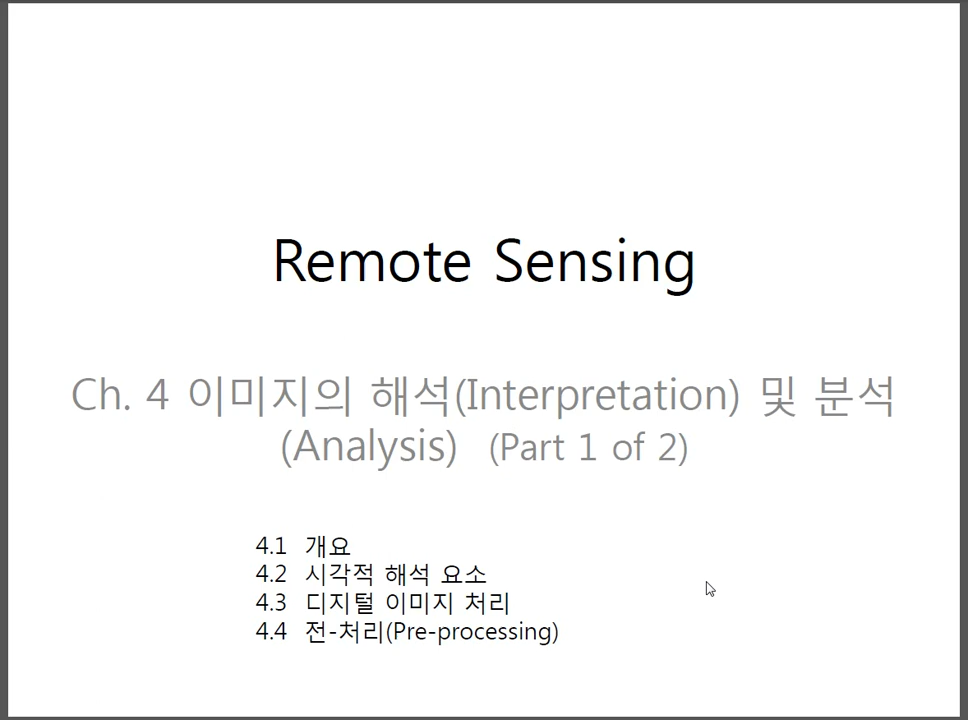 Remote Sensing
Ch. 4 이미지의 해석(Interpretation) 및 분석
(Analysis) (Part 1 of 2)
4.1 개요
4.2 시각적 해석 요소
4.3 디지털 이미지 처리
4.4 전-처리(Pre-processing)